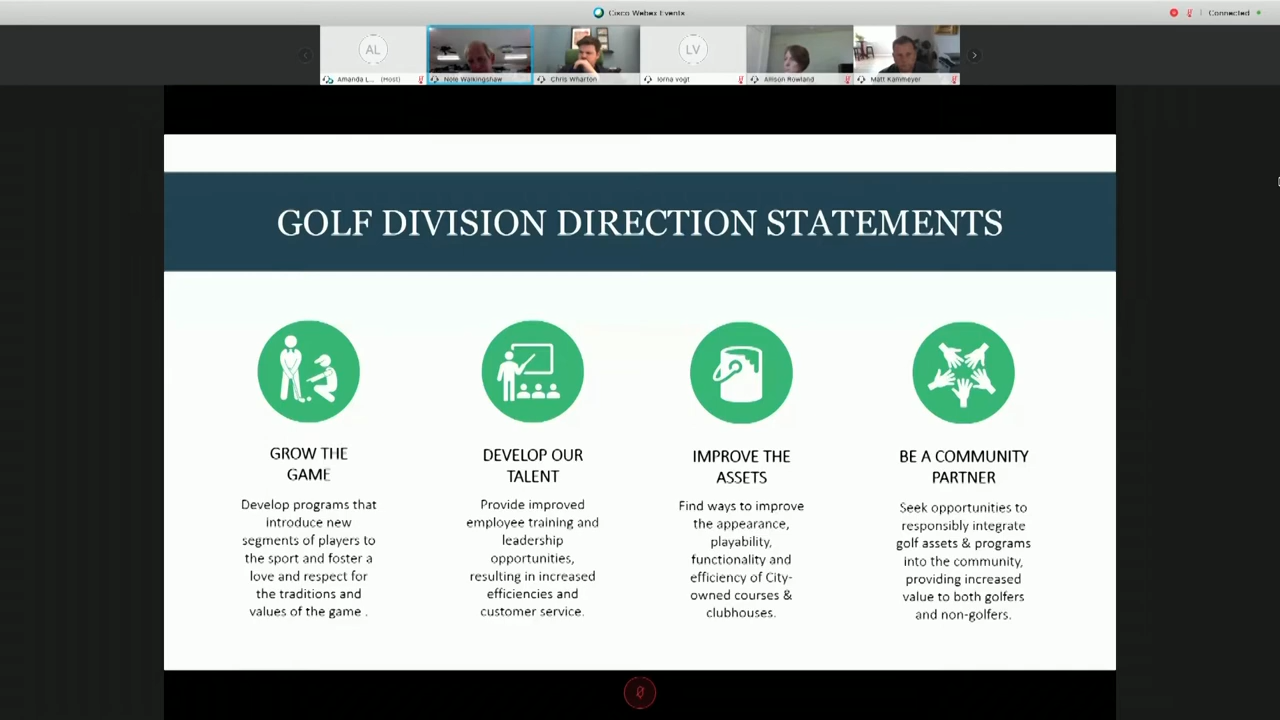 Cisco Webex Events
Connected
AL
LV
Amanda L... (Host)
Nole Walkingshaw
Chris Wharton
lorna vogt
Allison Rowland
Matt Kammeyer
GOLF DIVISION DIRECTION STATEMENTS
GROW THE
GAME
Develop programs that
introduce new
segments of players to
the sport and foster a
love and respect for
the traditions and
values of the game .
DEVELOP OUR
TALENT
Provide improved
employee training and
leadership
opportunities,
resulting in increased
efficiencies and
customer service.
IMPROVE THE
ASSETS
Find ways to improve
the appearance,
playability,
functionality and
efficiency of City-
owned courses &
clubhouses.
BE A COMMUNITY
PARTNER
Seek opportunities to
responsibly integrate
golf assets & programs
into the community,
providing increased
value to both golfers
and non-golfers.